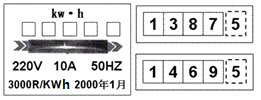 kw·h
220V 10A 50HZ
3000R/KWh 2000年1月
1 3 8 7 5
1 4 6 9 5